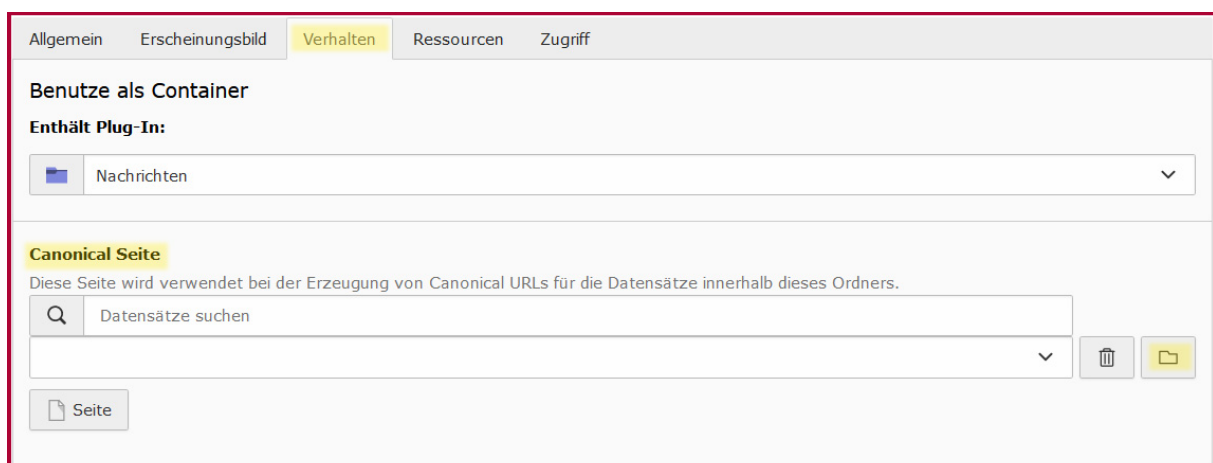 Allgemein Erscheinungsbild Verhalten Ressourcen Zugriff
Benutze als Container
Enthält Plug-In:
Nachrichten
Canonical Seite
Diese Seite wird verwendet bei der Erzeugung von Canonical URLs für die Datensätze innerhalb dieses Ordners.
Datensätze suchen
Seite